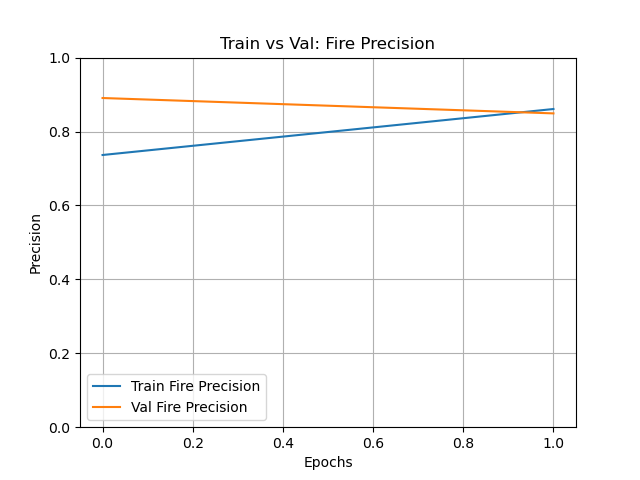 Train vs Val: Fire Precision
1.0
0.8
0.6
0.4
0.2
0.0
Precision
Train Fire Precision
Val Fire Precision
0.0 0.2 0.4 0.6 0.8 1.0
Epochs